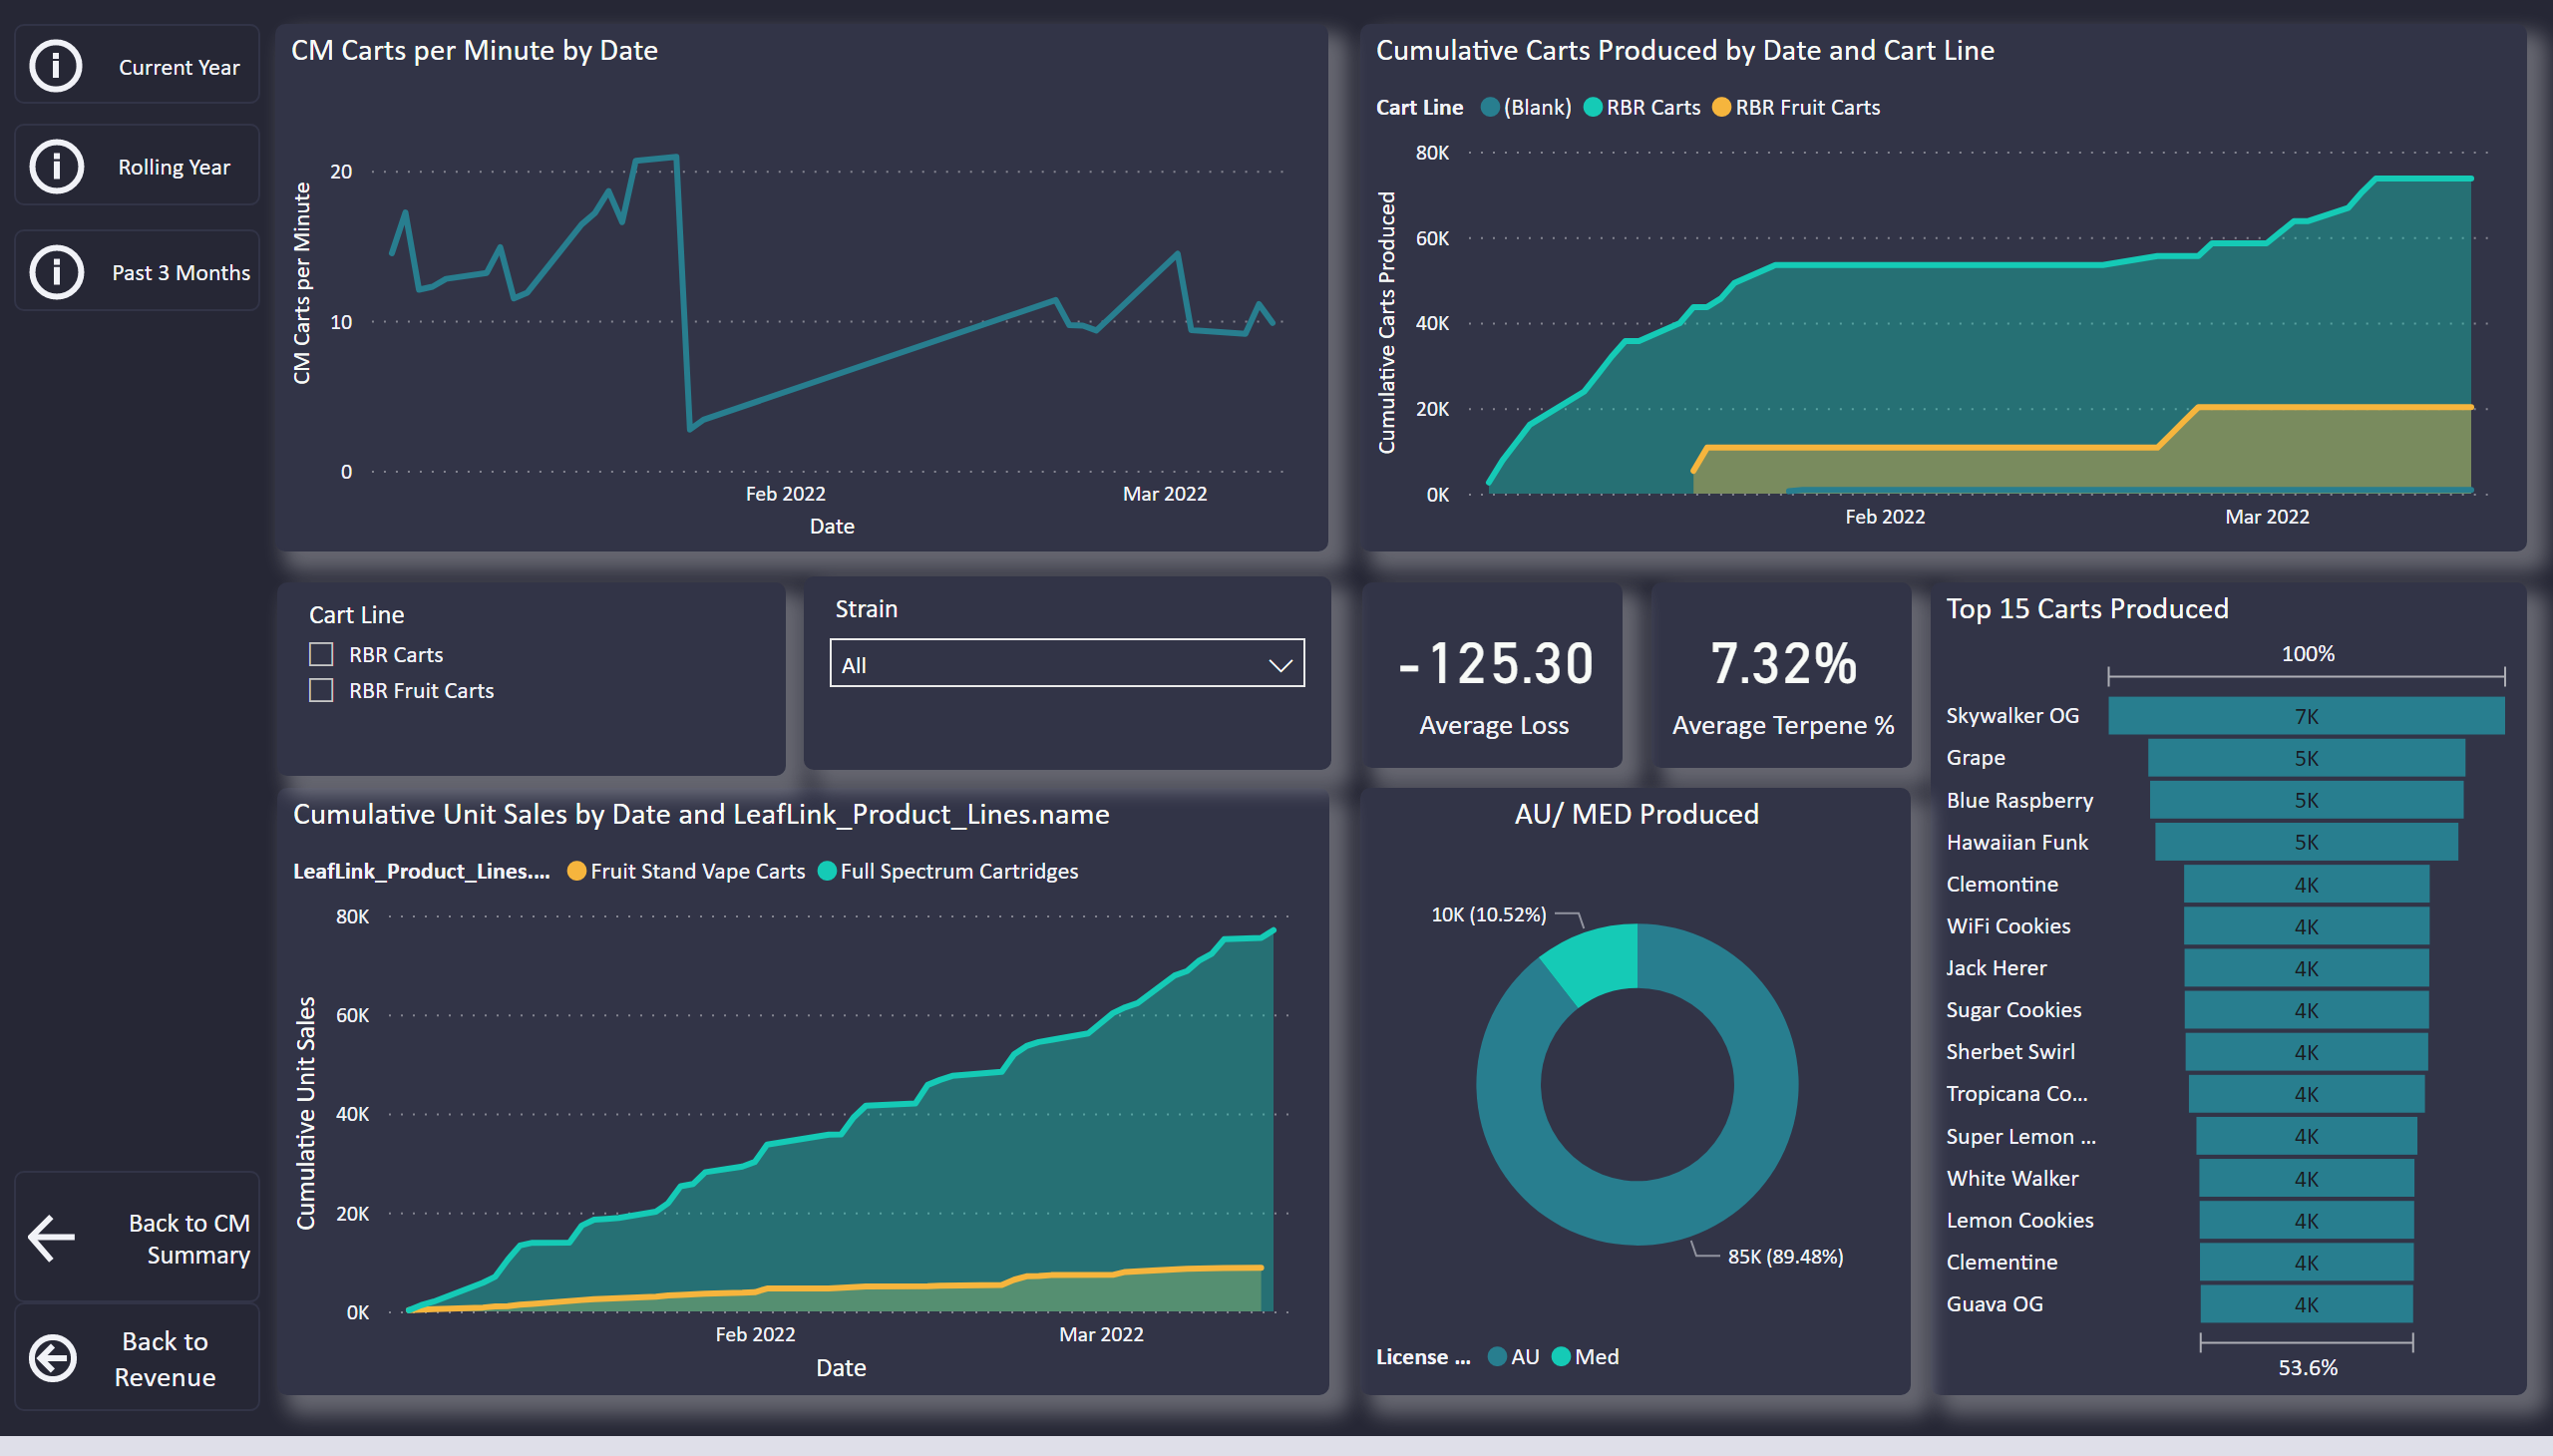 Current Year
Rolling Year
Past 3 Months
Back to CM
Summary
Back to
Revenue
CM Carts per Minute by Date
CM Carts per Minute
20
10
0
Feb 2022
Mar 2022
Date
Cumulative Carts Produced by Date and Cart Line
Cart Line (Blank) RBR Carts RBR Fruit Carts
Cumulative Carts Produced
80K
60K
40K
20K
0K
Feb 2022
Mar 2022
Cart Line
RBR Carts
RBR Fruit Carts
Strain
All
-125.30
Average Loss
7.32%
Average Terpene %
Cumulative Unit Sales by Date and LeafLink_Product_Lines.name
LeafLink_Product_Lines.... Fruit Stand Vape Carts Full Spectrum Cartridges
Cumulative Unit Sales
80K
60K
40K
20K
0K
Feb 2022
Mar 2022
Date
AU/ MED Produced
10K (10.52%)
85K (89.48%)
License ... AU Med
Top 15 Carts Produced
100%
Skywalker OG 7K
Grape 5K
Blue Raspberry 5K
Hawaiian Funk 5K
Clemontine 4K
WiFi Cookies 4K
Jack Herer 4K
Sugar Cookies 4K
Sherbet Swirl 4K
Tropicana Co... 4K
Super Lemon ... 4K
White Walker 4K
Lemon Cookies 4K
Clementine 4K
Guava OG 4K
53.6%